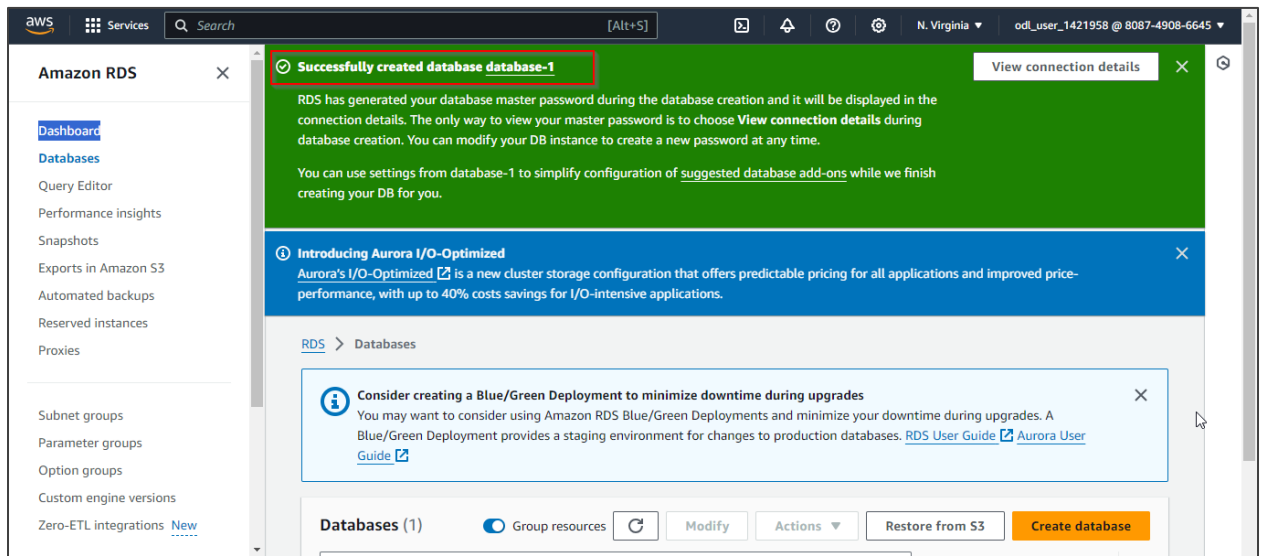 aws
Services
Search
[Alt+S]
N. Virginia ▼
odl_user_1421958 @ 8087-4908-6645 ▼
Amazon RDS
Dashboard
Databases
Query Editor
Performance insights
Snapshots
Exports in Amazon S3
Automated backups
Reserved instances
Proxies
Subnet groups
Parameter groups
Option groups
Custom engine versions
Zero-ETL integrations New
Successfully created database database-1
View connection details
RDS has generated your database master password during the database creation and it will be displayed in the
connection details. The only way to view your master password is to choose View connection details during
database creation. You can modify your DB instance to create a new password at any time.
You can use settings from database-1 to simplify configuration of suggested database add-ons while we finish
creating your DB for you.
Introducing Aurora I/O-Optimized
Aurora's I/O-Optimized is a new cluster storage configuration that offers predictable pricing for all applications and improved price-
performance, with up to 40% costs savings for I/O-intensive applications.
RDS > Databases
Consider creating a Blue/Green Deployment to minimize downtime during upgrades
You may want to consider using Amazon RDS Blue/Green Deployments and minimize your downtime during upgrades. A
Blue/Green Deployment provides a staging environment for changes to production databases. RDS User Guide Aurora User
Guide
Databases (1)
Group resources
Modify
Actions ▼
Restore from S3
Create database